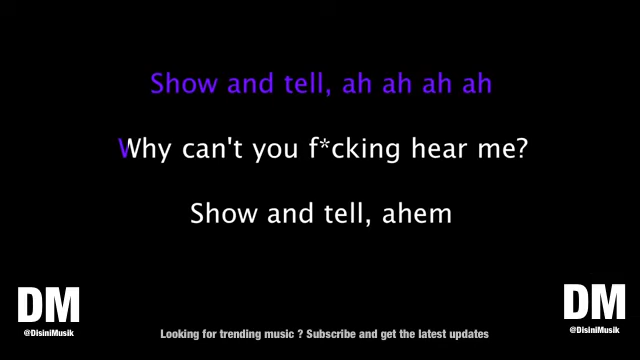 Show and tell, ah ah ah ah
Why can't you f*cking hear me?
Show and tell, ahem
DM
@DisiniMusik
DM
@DisiniMusik
Looking for trending music ? Subscribe and get the latest updates